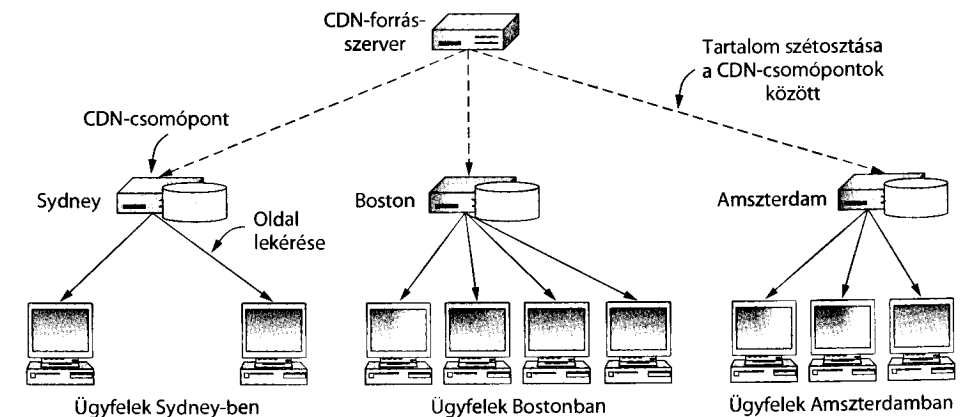 CDN-forrás-
szerver
Tartalom szétosztása
a CDN-csomópontok
között
CDN-csomópont
Sydney
Boston
Amszterdam
Oldal
lekérése
Ügyfelek Sydney-ben
Ügyfelek Bostonban
Ügyfelek Amszterdamban